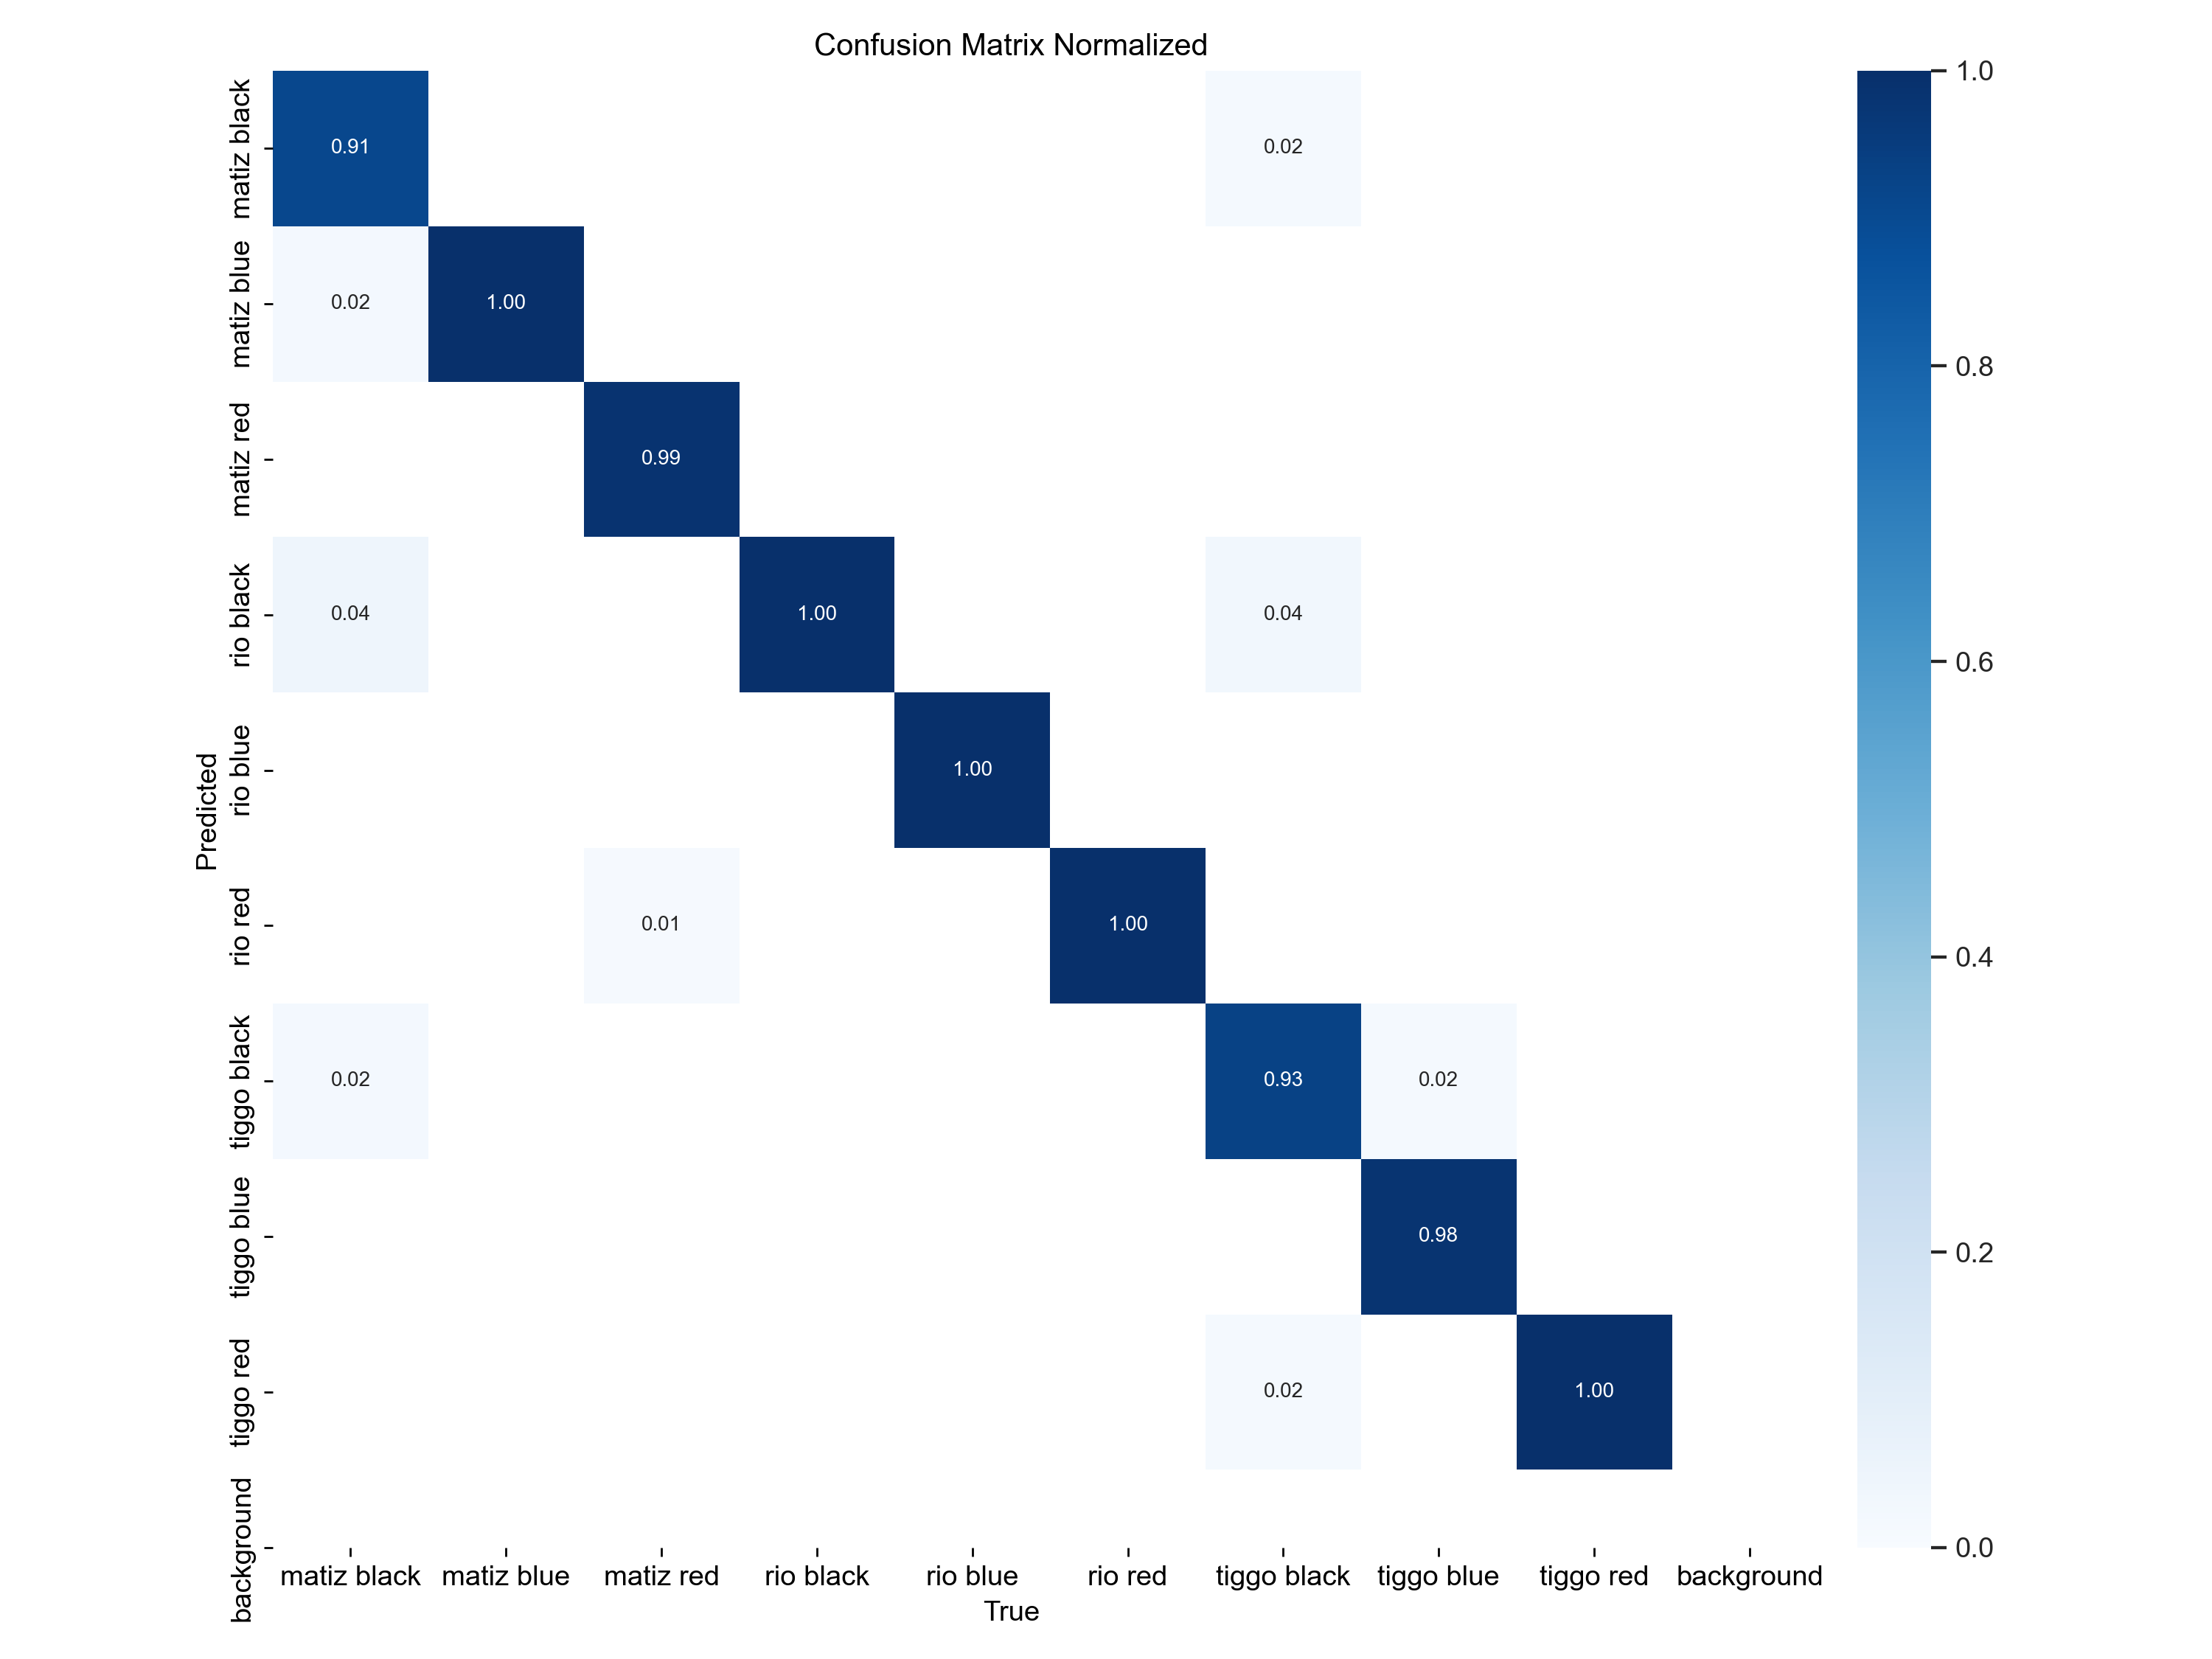 Confusion Matrix Normalized
matiz black
0.91
0.02
matiz blue
0.02
1.00
matiz red
0.99
rio black
0.04
1.00
0.04
rio blue
1.00
rio red
0.01
1.00
tiggo black
0.02
0.93
0.02
tiggo blue
0.98
tiggo red
0.02
1.00
background
Predicted
matiz black
matiz blue
matiz red
rio black
rio blue
rio red
tiggo black
tiggo blue
tiggo red
background
True
1.0
0.8
0.6
0.4
0.2
0.0